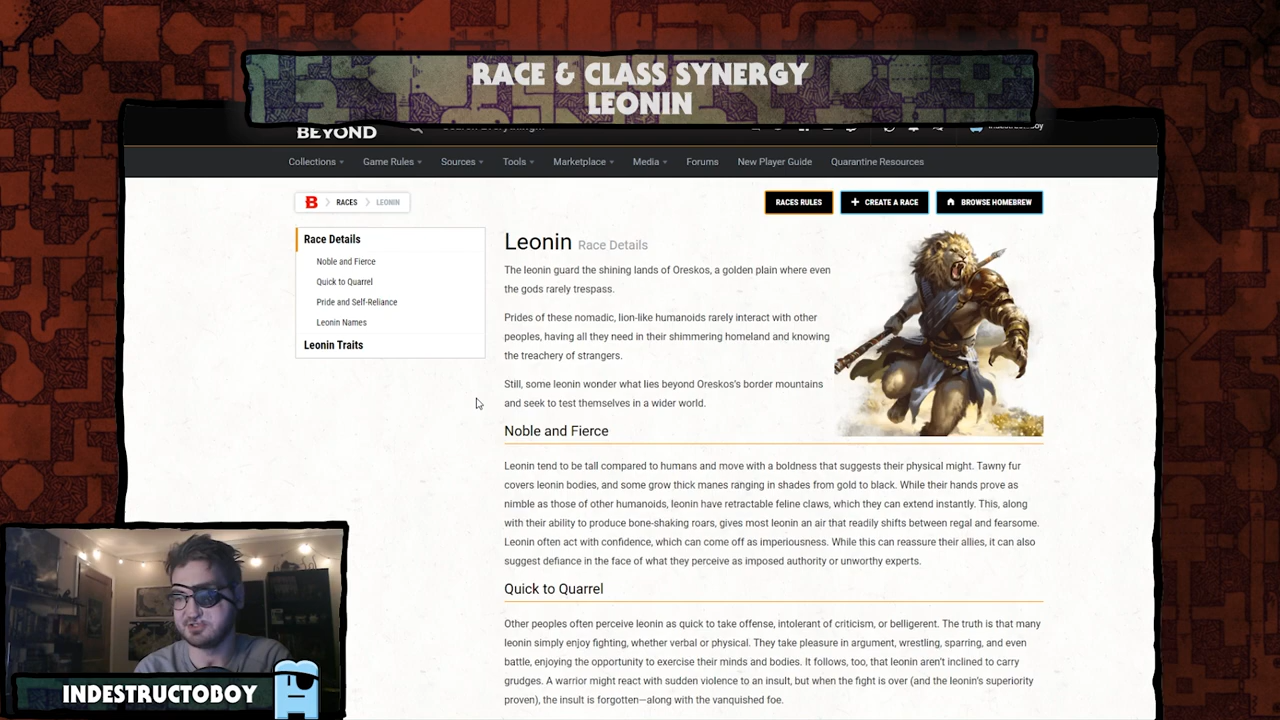 RACE & CLASS SYNERGY
LEONIN
BEYOND
Collections
Game Rules
Sources
Tools
Marketplace
Media
Forums
New Player Guide
Quarantine Resources
B
RACES
LEONIN
RACES RULES
+ CREATE A RACE
BROWSE HOMEBREW
Race Details
Noble and Fierce
Quick to Quarrel
Pride and Self-Reliance
Leonin Names
Leonin Traits
Leonin Race Details
The leonin guard the shining lands of Oreskos, a golden plain where even
the gods rarely trespass.
Prides of these nomadic, lion-like humanoids rarely interact with other
peoples, having all they need in their shimmering homeland and knowing
the treachery of strangers.
Still, some leonin wonder what lies beyond Oreskos's border mountains
and seek to test themselves in a wider world.
Noble and Fierce
Leonin tend to be tall compared to humans and move with a boldness that suggests their physical might. Tawny fur
covers leonin bodies, and some grow thick manes ranging in shades from gold to black. While their hands prove as
nimble as those of other humanoids, leonin have retractable feline claws, which they can extend instantly. This, along
with their ability to produce bone-shaking roars, gives most leonin an air that readily shifts between regal and fearsome.
Leonin often act with confidence, which can come off as imperiousness. While this can reassure their allies, it can also
suggest defiance in the face of what they perceive as imposed authority or unworthy experts.
Quick to Quarrel
Other peoples often perceive leonin as quick to take offense, intolerant of criticism, or belligerent. The truth is that many
leonin simply enjoy fighting, whether verbal or physical. They take pleasure in argument, wrestling, sparring, and even
battle, enjoying the opportunity to exercise their minds and bodies. It follows, too, that leonin aren't inclined to carry
grudges. A warrior might react with sudden violence to an insult, but when the fight is over (and the leonin's superiority
proven), the insult is forgotten—along with the vanquished foe.
INDESTRUCTOBOY